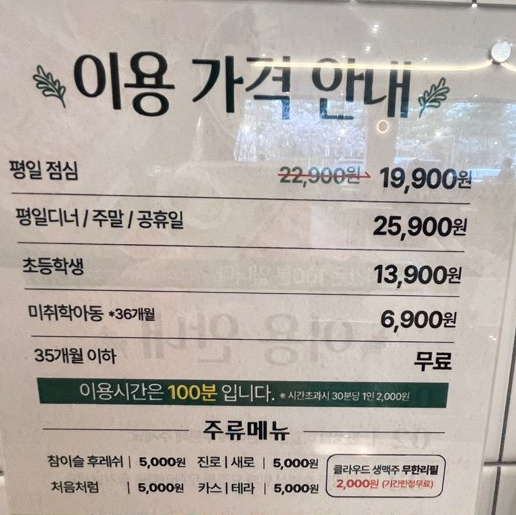 이용 가격 안내
평일 점심 22,900원 19,900원
평일디너 / 주말 / 공휴일 25,900원
초등학생 13,900원
미취학아동 *36개월 6,900원
35개월 이하 무료
이용시간은 100분 입니다. *시간초과시 30분당 1인 2,000원
주류메뉴
참이슬 후레쉬 | 5,000원 진로 | 새로 | 5,000원
처음처럼 | 5,000원 카스 | 테라 | 5,000원
클라우드 생맥주 무한리필
2,000원 (기간한정무료)